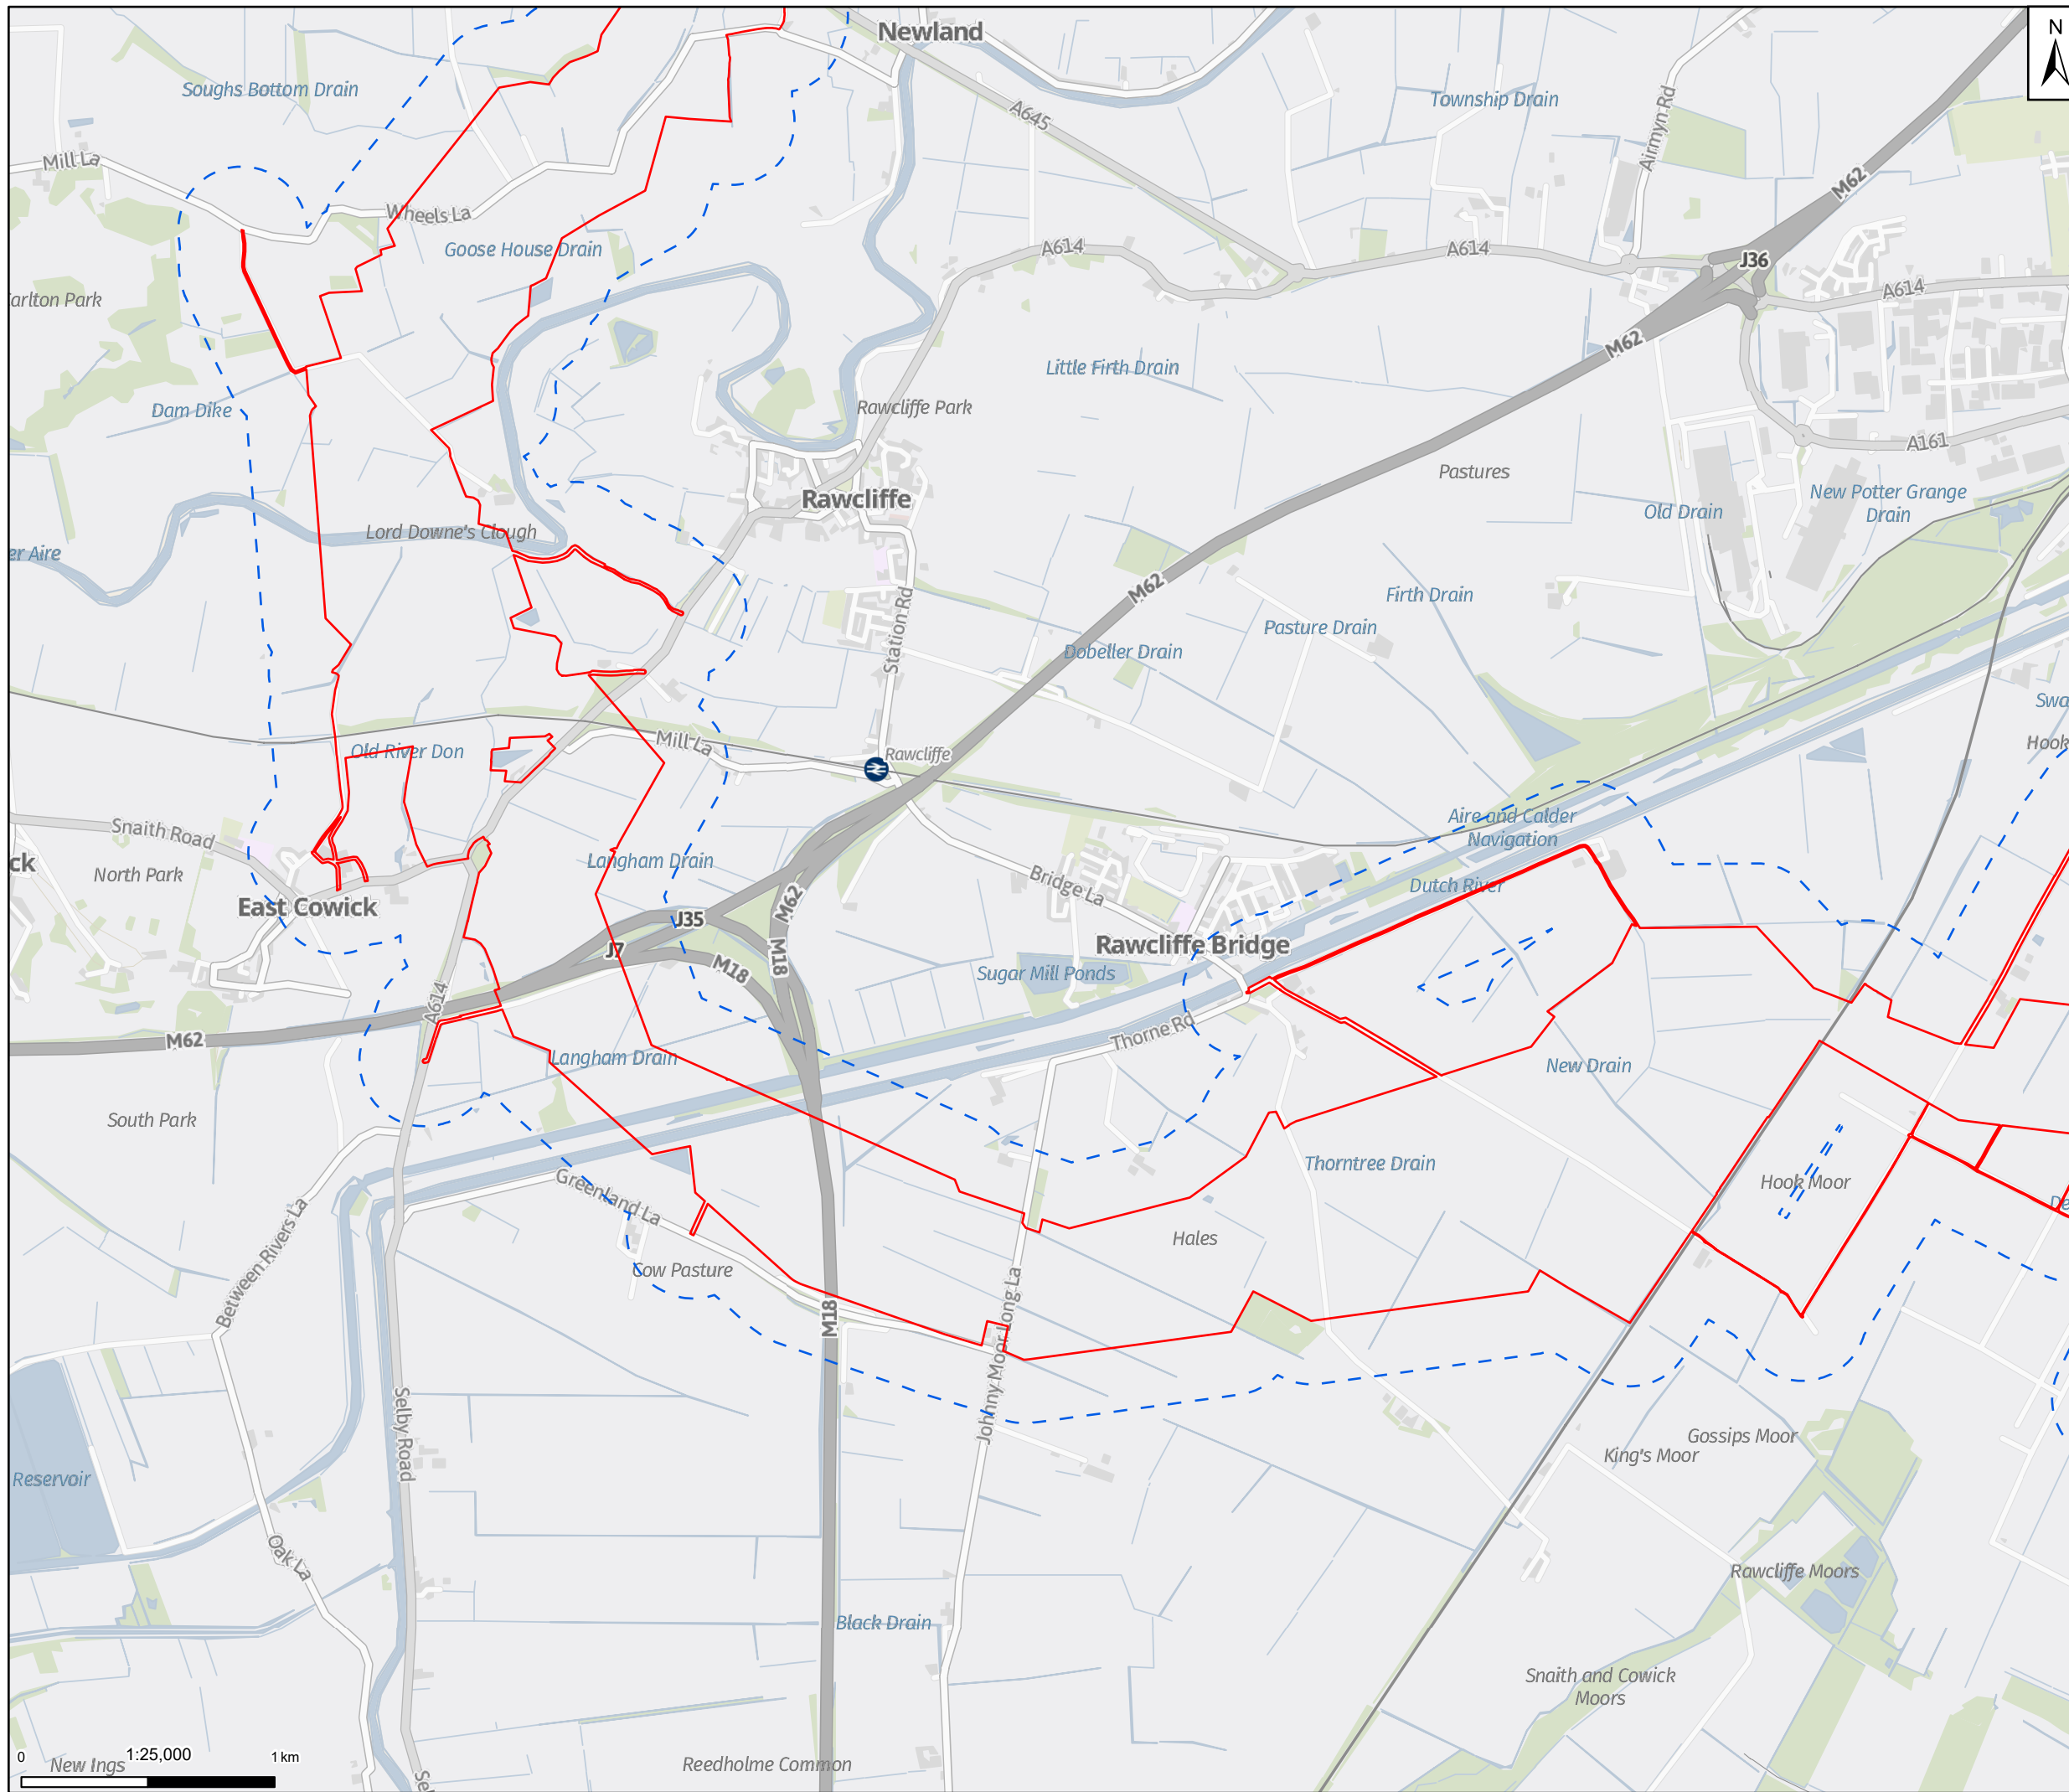 Newland
N
Soughs Bottom Drain
Township Drain
A645
Airmyn Rd
Mill La
M62
Wheels La
Goose House Drain
A614
A614
J36
A614
arlton Park
M62
Little Firth Drain
Dam Dike
Rawcliffe Park
A161
Pastures
Rawcliffe
New Potter Grange
Drain
Old Drain
Lord Downe's Clough
er Aire
M62
Firth Drain
Station Rd
Pasture Drain
Dobeller Drain
Swa
Old River Don
Mill La
Rawcliffe
Hook
Aire and Calder
Navigation
Snaith Road
Langham Drain
ck
North Park
Bridge La
Dutch River
East Cowick
M62
J35
J7
M18
M18
Rawcliffe Bridge
Sugar Mill Ponds
A614
M62
Thorne Rd
Langham Drain
New Drain
South Park
Thorntree Drain
Greenland La
Hook Moor
De
Between Rivers La
Hales
Cow Pasture
M18
Johnny Moor Long La
Selby Road
Gossips Moor
King's Moor
Reservoir
Oak La
Rawcliffe Moors
Black Drain
Snaith and Cowick
Moors
0
1:25,000
1 km
New Ings
Reedholme Common
Sel